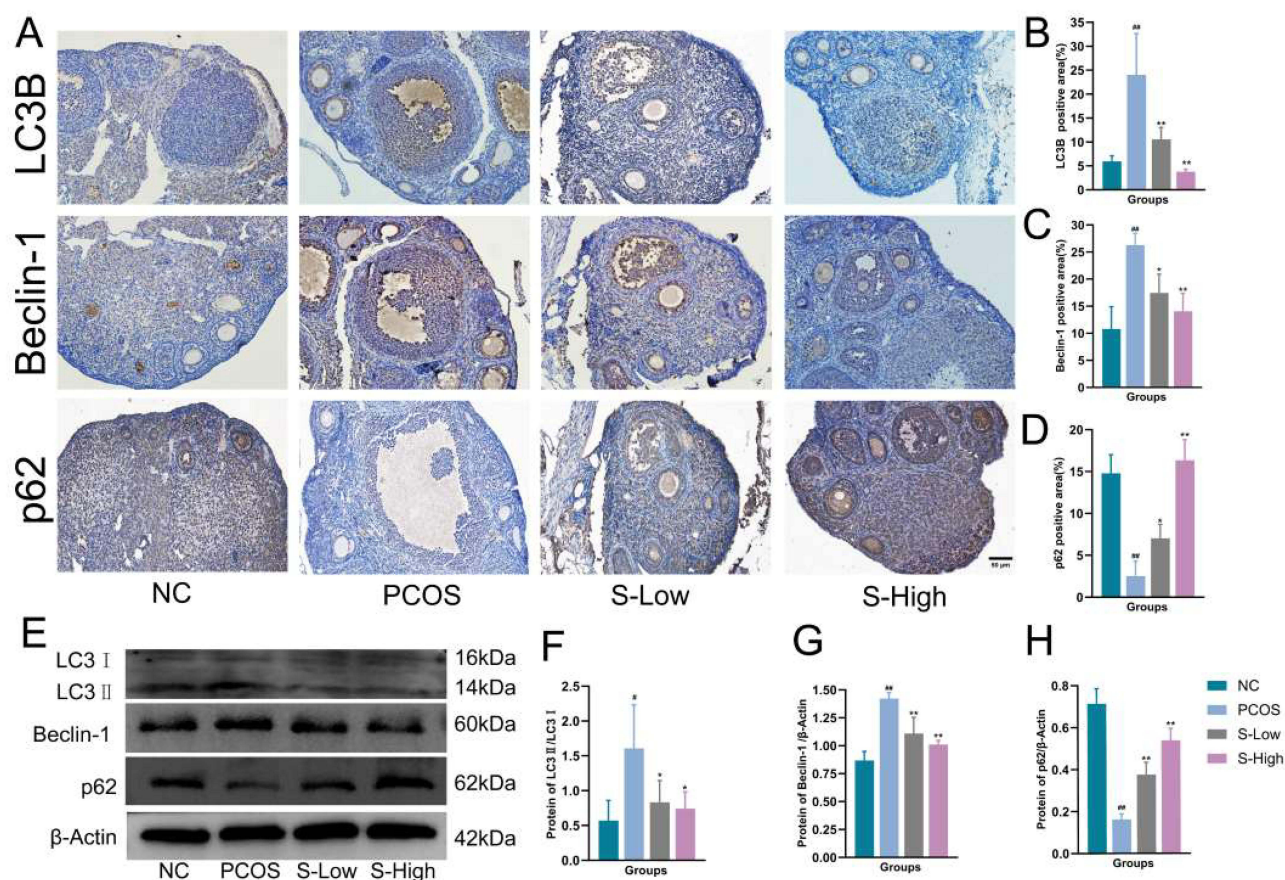 A
LC3B
Beclin-1
p62
NC PCOS S-Low S-High
50 μm
B
LC3B positive area(%)
35
30
25
20
15
10
5
0
##
**
**
Groups
C
Beclin-1 positive area(%)
30
25
20
15
10
5
0
##
*
**
Groups
D
p62 positive area(%)
20
15
10
5
0
##
*
**
Groups
E
LC3 Ⅰ 16kDa
LC3 Ⅱ 14kDa
Beclin-1 60kDa
p62 62kDa
β-Actin 42kDa
NC PCOS S-Low S-High
F
Protein of LC3Ⅱ/LC3Ⅰ
2.5
2.0
1.5
1.0
0.5
0.0
#
*
*
Groups
G
Protein of Beclin-1/β-Actin
1.50
1.25
1.00
0.75
0.50
0.25
0.00
##
**
**
Groups
H
Protein of p62/β-Actin
0.8
0.6
0.4
0.2
0.0
##
**
**
Groups
NC
PCOS
S-Low
S-High